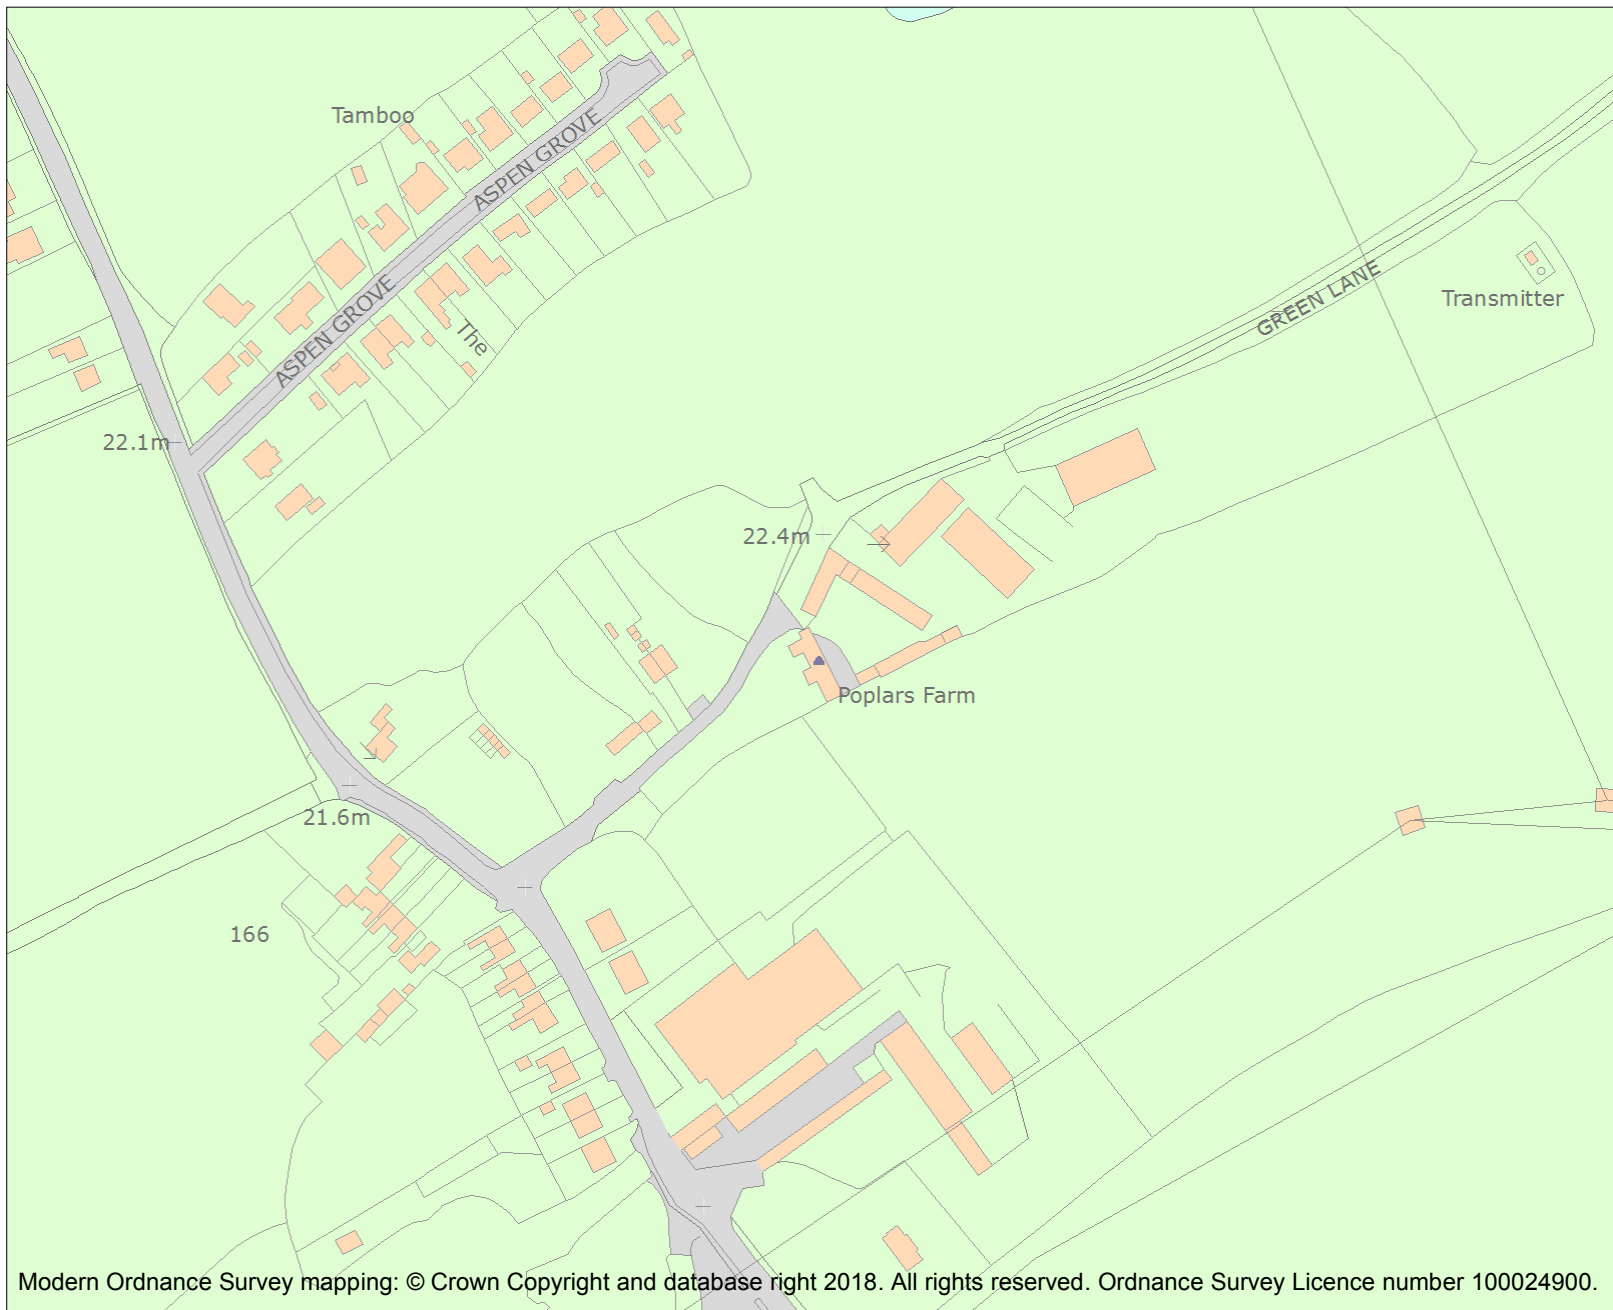 Tamboo
ASPEN GROVE
GREEN LANE
Transmitter
ASPEN GROVE
The
22.1m
22.4m
Poplars Farm
21.6m
166
Modern Ordnance Survey mapping: © Crown Copyright and database right 2018. All rights reserved. Ordnance Survey Licence number 100024900.